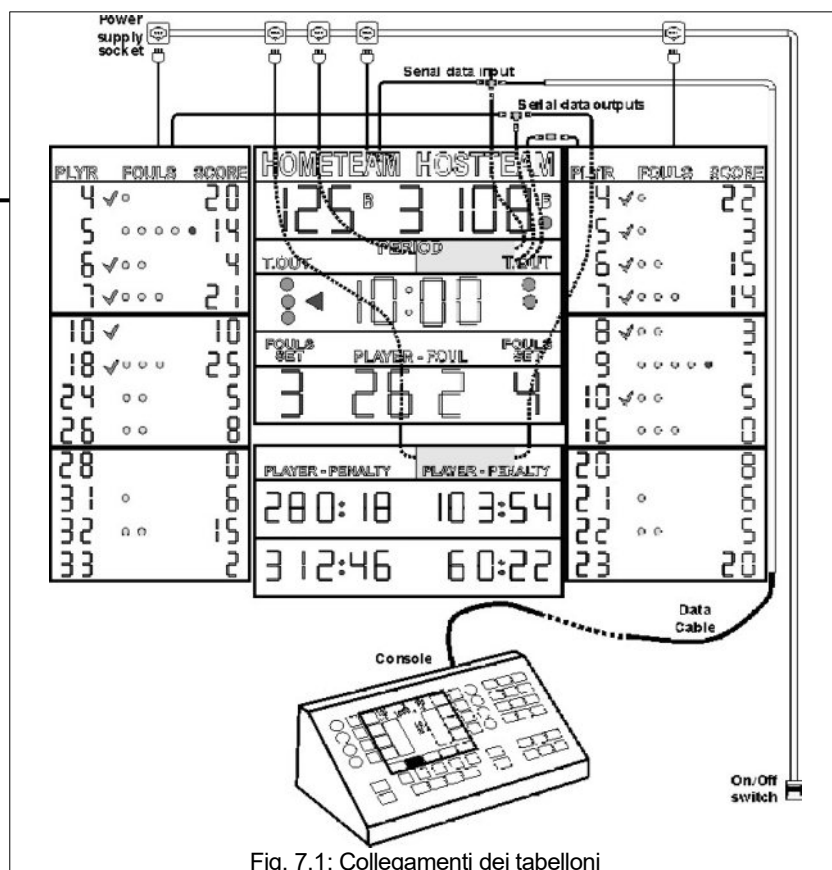 Power
supply
socket
Serial data input
Serial data outputs
HOMETEAM HOSTTEAM
125 B 3 108 B
PERIOD
T.OUT T.OUT
10:00
FOULS SET PLAYER - FOUL FOULS SET
3 26 2 4
PLAYER - PENALTY PLAYER - PENALTY
280:18 103:54
312:46 60:22
PLYR FOULS SCORE
4 20
5 14
6 4
7 21
10 10
18 25
24 5
26 8
28 0
31 6
32 15
33 2
PLYR FOULS SCORE
4 22
5 3
6 15
7 14
8 3
9 7
10 5
16 0
20 8
21 6
22 5
23 20
Data
Cable
Console
On/Off
switch
Fig. 7.1: Collegamenti dei tabelloni